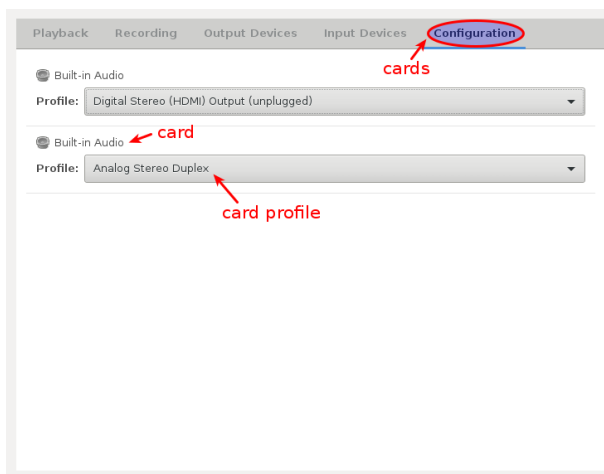 Playback Recording Output Devices Input Devices Configuration
cards
Built-in Audio
Profile: Digital Stereo (HDMI) Output (unplugged)
Built-in Audio card
Profile: Analog Stereo Duplex
card profile